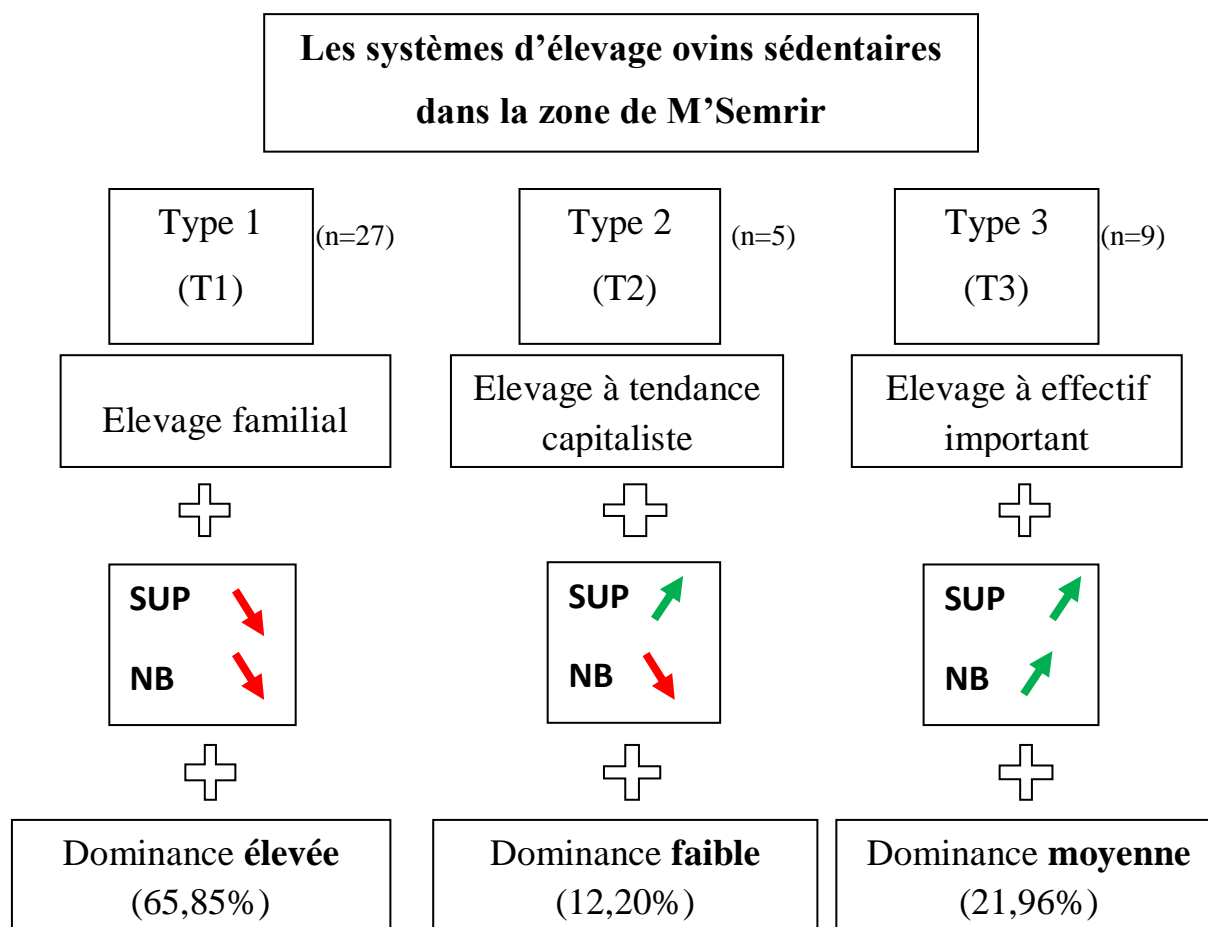 Les systèmes d’élevage ovins sédentaires
dans la zone de M’Semrir
Type 1
(T1)
(n=27)
Type 2
(T2)
(n=5)
Type 3
(T3)
(n=9)
Elevage familial
Elevage à tendance
capitaliste
Elevage à effectif
important
SUP
NB
SUP
NB
SUP
NB
Dominance élevée
(65,85%)
Dominance faible
(12,20%)
Dominance moyenne
(21,96%)